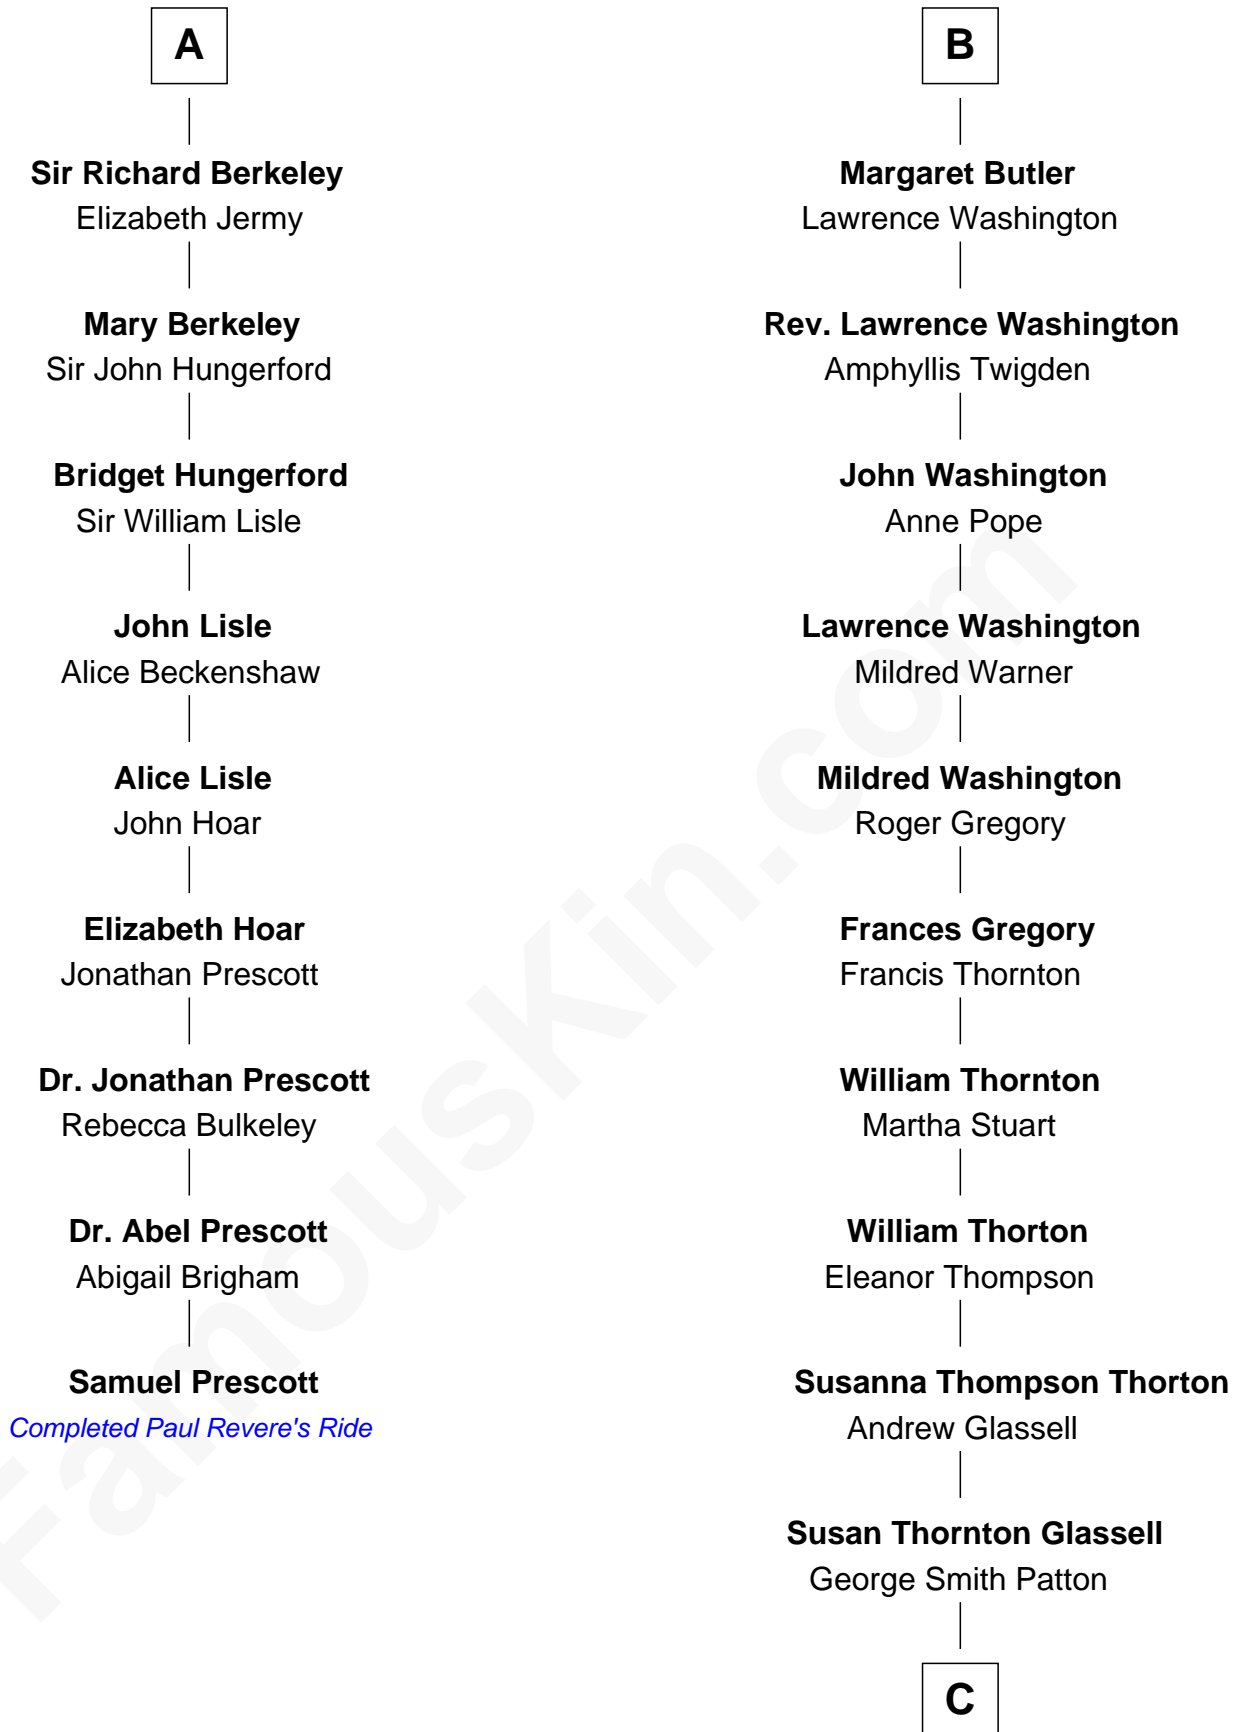 A
Sir Richard Berkeley
Elizabeth Jermy
Mary Berkeley
Sir John Hungerford
Bridget Hungerford
Sir William Lisle
John Lisle
Alice Beckenshaw
Alice Lisle
John Hoar
Elizabeth Hoar
Jonathan Prescott
Dr. Jonathan Prescott
Rebecca Bulkeley
Dr. Abel Prescott
Abigail Brigham
Samuel Prescott
Completed Paul Revere's Ride
B
Margaret Butler
Lawrence Washington
Rev. Lawrence Washington
Amphyllis Twigden
John Washington
Anne Pope
Lawrence Washington
Mildred Warner
Mildred Washington
Roger Gregory
Frances Gregory
Francis Thornton
William Thornton
Martha Stuart
William Thorton
Eleanor Thompson
Susanna Thompson Thorton
Andrew Glassell
Susan Thornton Glassell
George Smith Patton
C
FamousKin.com